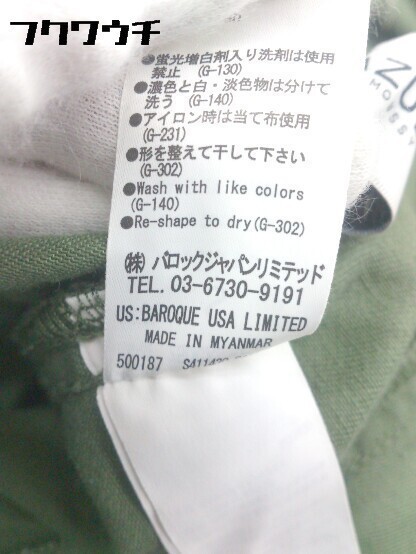 フクワウチ
●蛍光増白剤入り洗剤は使用
禁止 (G-130)
●濃色と白・淡色物は分けて
洗う (G-140)
●アイロン時は当て布使用
(G-231)
●形を整えて干して下さい
(G-302)
●Wash with like colors
(G-140)
●Re-shape to dry(G-302)
㈱ バロックジャパンリミテッド
TEL. 03-6730-9191
US:BAROQUE USA LIMITED
MADE IN MYANMAR
500187
MOUSSY